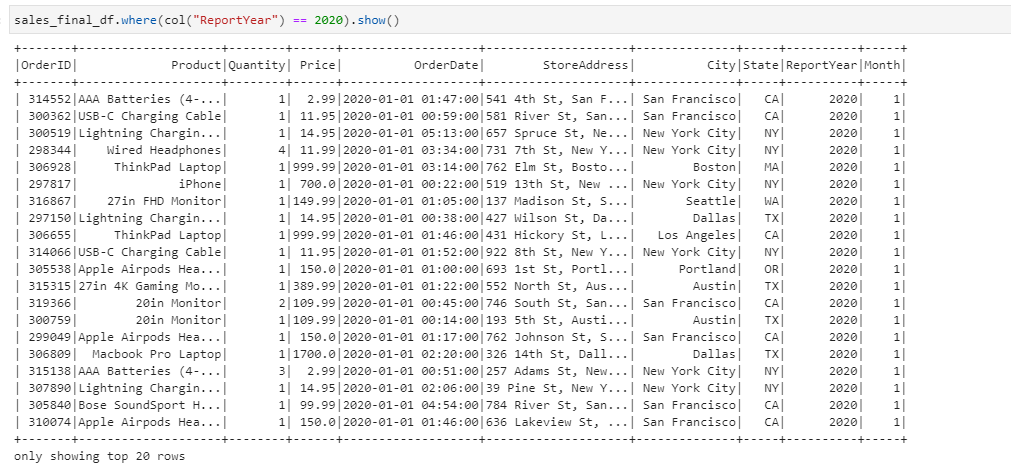 sales_final_df.where(col("ReportYear") == 2020).show()
+-------+--------------------+--------+------+-------------------+--------------------+-------------+-----+----------+-----+
|OrderID|             Product|Quantity| Price|          OrderDate|        StoreAddress|         City|State|ReportYear|Month|
+-------+--------------------+--------+------+-------------------+--------------------+-------------+-----+----------+-----+
| 314552|AAA Batteries (4-...|       1|  2.99|2020-01-01 01:47:00|541 4th St, San F...|San Francisco|   CA|      2020|    1|
| 300362|USB-C Charging Cable|       1| 11.95|2020-01-01 00:59:00|581 River St, San...|San Francisco|   CA|      2020|    1|
| 300519|Lightning Chargin...|       1| 14.95|2020-01-01 05:13:00|657 Spruce St, Ne...|New York City|   NY|      2020|    1|
| 298344|    Wired Headphones|       4| 11.99|2020-01-01 03:34:00|731 7th St, New Y...|New York City|   NY|      2020|    1|
| 306928|     ThinkPad Laptop|       1|999.99|2020-01-01 03:14:00|762 Elm St, Bosto...|       Boston|   MA|      2020|    1|
| 297817|              iPhone|       1| 700.0|2020-01-01 00:22:00|519 13th St, New ...|New York City|   NY|      2020|    1|
| 316867|    27in FHD Monitor|       1|149.99|2020-01-01 01:05:00|137 Madison St, S...|      Seattle|   WA|      2020|    1|
| 297150|Lightning Chargin...|       1| 14.95|2020-01-01 00:38:00|427 Wilson St, Da...|       Dallas|   TX|      2020|    1|
| 306655|     ThinkPad Laptop|       1|999.99|2020-01-01 01:46:00|431 Hickory St, L...|  Los Angeles|   CA|      2020|    1|
| 314066|USB-C Charging Cable|       1| 11.95|2020-01-01 01:52:00|922 8th St, New Y...|New York City|   NY|      2020|    1|
| 305538|Apple Airpods Hea...|       1| 150.0|2020-01-01 01:00:00|693 1st St, Portl...|     Portland|   OR|      2020|    1|
| 315315|27in 4K Gaming Mo...|       1|389.99|2020-01-01 01:22:00|552 North St, Aus...|       Austin|   TX|      2020|    1|
| 319366|        20in Monitor|       2|109.99|2020-01-01 00:45:00|746 South St, San...|San Francisco|   CA|      2020|    1|
| 300759|        20in Monitor|       1|109.99|2020-01-01 00:14:00|193 5th St, Austi...|       Austin|   TX|      2020|    1|
| 299049|Apple Airpods Hea...|       1| 150.0|2020-01-01 01:17:00|762 Johnson St, S...|San Francisco|   CA|      2020|    1|
| 306809|  Macbook Pro Laptop|       1|1700.0|2020-01-01 02:20:00|326 14th St, Dall...|       Dallas|   TX|      2020|    1|
| 315138|AAA Batteries (4-...|       3|  2.99|2020-01-01 00:51:00|257 Adams St, New...|New York City|   NY|      2020|    1|
| 307890|Lightning Chargin...|       1| 14.95|2020-01-01 02:06:00|39 Pine St, New Y...|New York City|   NY|      2020|    1|
| 305840|Bose SoundSport H...|       1| 99.99|2020-01-01 04:54:00|784 River St, San...|San Francisco|   CA|      2020|    1|
| 310074|Apple Airpods Hea...|       1| 150.0|2020-01-01 01:46:00|636 Lakeview St, ...|San Francisco|   CA|      2020|    1|
+-------+--------------------+--------+------+-------------------+--------------------+-------------+-----+----------+-----+
only showing top 20 rows